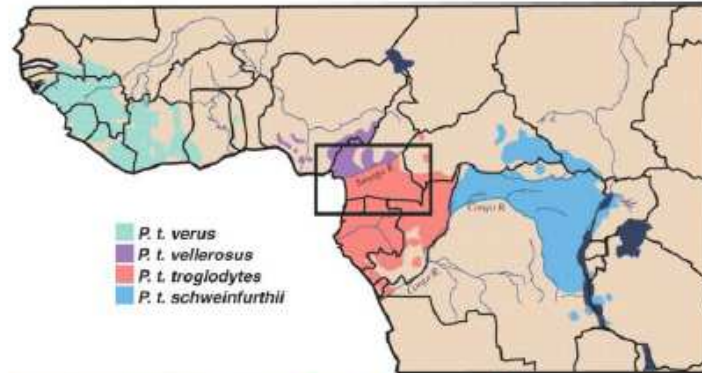 Sanaga R.
Congo R.
Congo R.
P. t. verus
P. t. vellerosus
P. t. troglodytes
P. t. schweinfurthii